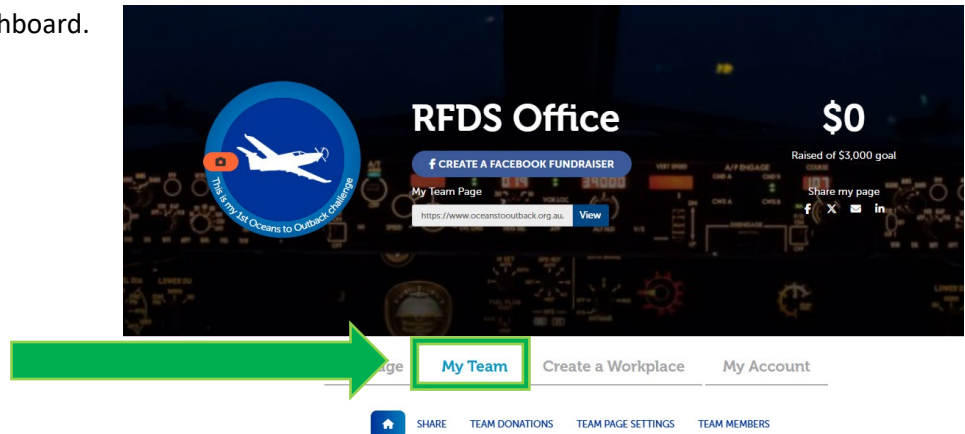 hboard.
RFDS Office
CREATE A FACEBOOK FUNDRAISER
My Team Page
https://www.oceanstooutback.org.au,
View
$0
Raised of $3,000 goal
Share my page
This is my 1st Oceans to Outback challenge
age
My Team
Create a Workplace
My Account
SHARE
TEAM DONATIONS
TEAM PAGE SETTINGS
TEAM MEMBERS